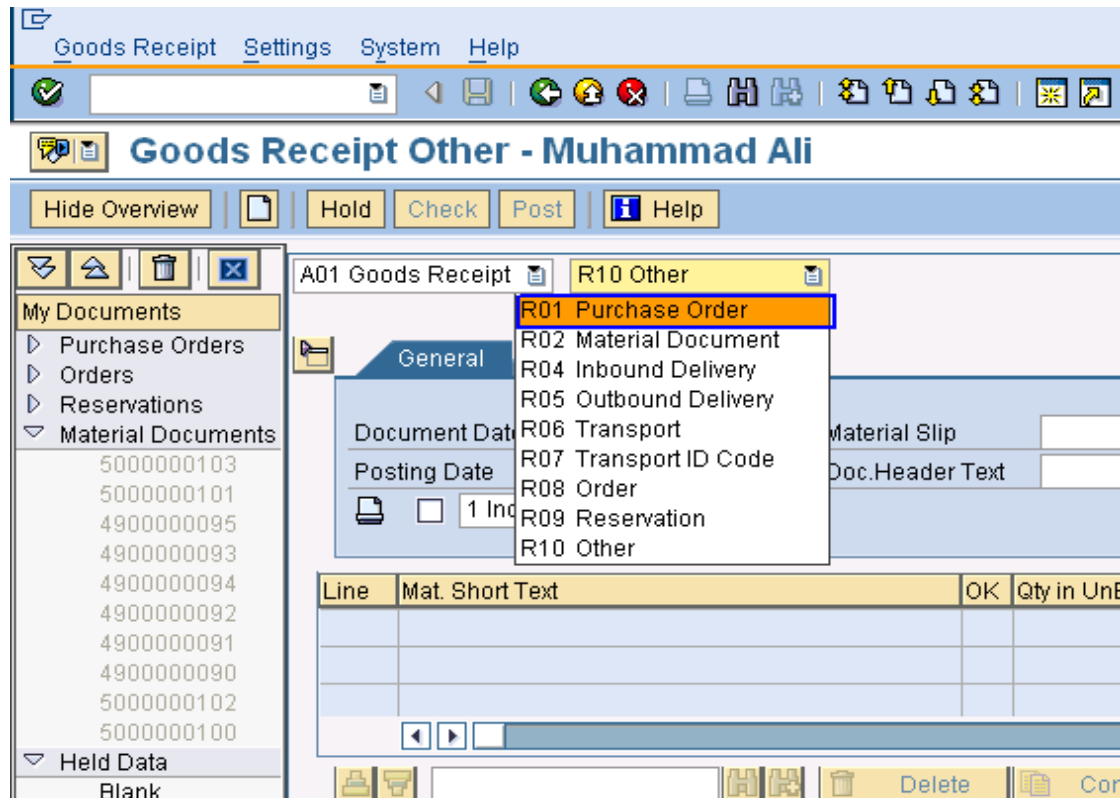 Goods Receipt Settings System Help
Goods Receipt Other - Muhammad Ali
Hide Overview Hold Check Post Help
A01 Goods Receipt R10 Other
My Documents
Purchase Orders
Orders
Reservations
Material Documents
5000000103
5000000101
4900000095
4900000093
4900000094
4900000092
4900000091
4900000090
5000000102
5000000100
Held Data
Blank
R01 Purchase Order
R02 Material Document
R04 Inbound Delivery
R05 Outbound Delivery
R06 Transport
R07 Transport ID Code
R08 Order
R09 Reservation
R10 Other
General
Document Dat Material Slip
Posting Date Doc.Header Text
1 Ind
Line Mat. Short Text OK Qty in UnE
Delete Con